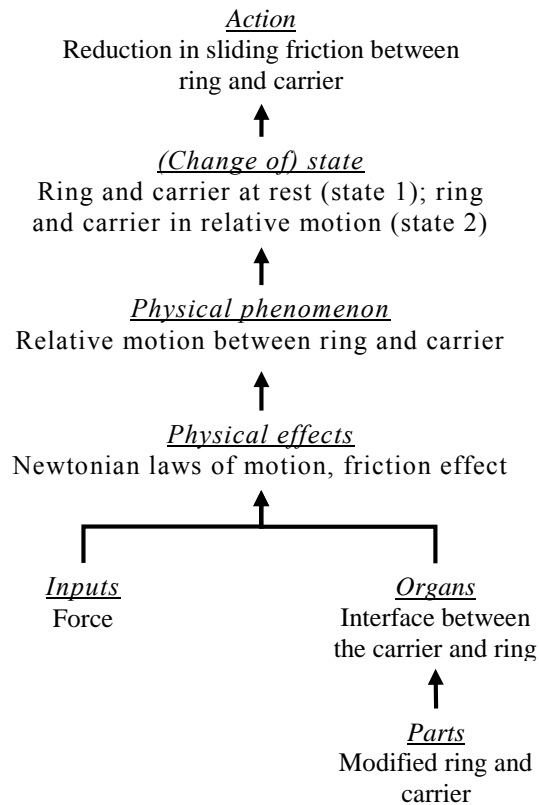 Action
Reduction in sliding friction between
ring and carrier
(Change of) state
Ring and carrier at rest (state 1); ring
and carrier in relative motion (state 2)
Physical phenomenon
Relative motion between ring and carrier
Physical effects
Newtonian laws of motion, friction effect
Inputs
Force
Organs
Interface between
the carrier and ring
Parts
Modified ring and
carrier